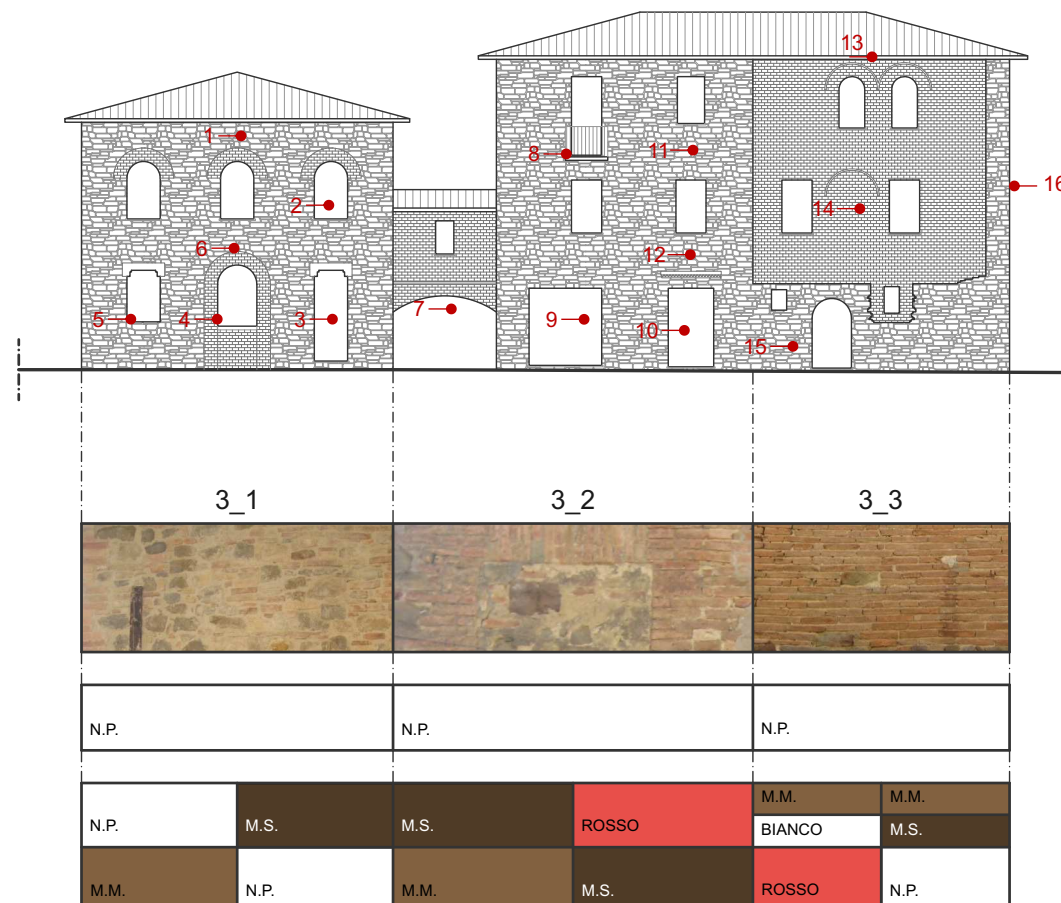 13
1
8
11
16
2
14
6
12
5
4
3
7
9
10
15
3_1
3_2
3_3
N.P.
N.P.
N.P.
M.M.
M.M.
N.P.
M.S.
M.S.
ROSSO
BIANCO
M.S.
M.M.
N.P.
M.M.
M.S.
ROSSO
N.P.